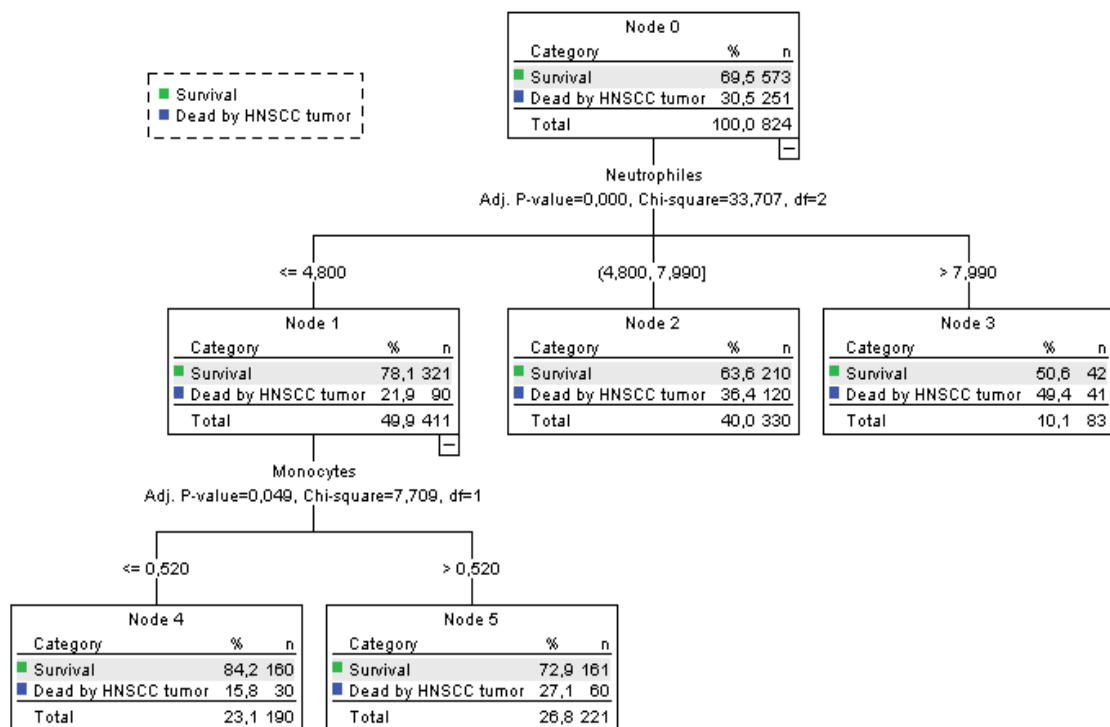 Survival
Dead by HNSCC tumor
Node 0
Category % n
Survival 69,5 573
Dead by HNSCC tumor 30,5 251
Total 100,0 824
Neutrophiles
Adj. P-value=0,000, Chi-square=33,707, df=2
<= 4,800
(4,800, 7,990]
> 7,990
Node 1
Category % n
Survival 78,1 321
Dead by HNSCC tumor 21,9 90
Total 49,9 411
Node 2
Category % n
Survival 63,6 210
Dead by HNSCC tumor 36,4 120
Total 40,0 330
Node 3
Category % n
Survival 50,6 42
Dead by HNSCC tumor 49,4 41
Total 10,1 83
Monocytes
Adj. P-value=0,049, Chi-square=7,709, df=1
<= 0,520
> 0,520
Node 4
Category % n
Survival 84,2 160
Dead by HNSCC tumor 15,8 30
Total 23,1 190
Node 5
Category % n
Survival 72,9 161
Dead by HNSCC tumor 27,1 60
Total 26,8 221